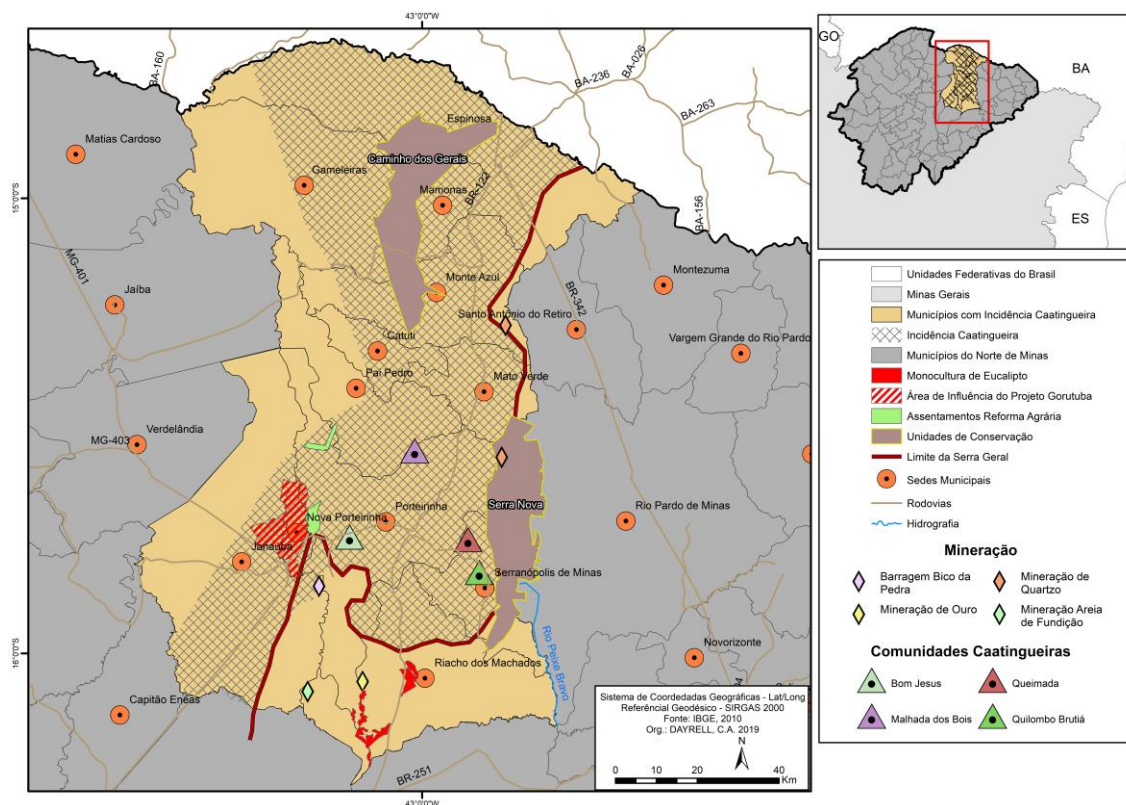 43°0'0"W
BA-160
BA-236
BA-026
BA-263
Espinosa
Matias Cardoso
Caminho dos Gerais
Gameleiras
Mamonas
BR-122
15°0'0"S
BA-156
MG-401
Monte Azul
Montezuma
Jaíba
BR-342
Santo Antônio do Retiro
Catuti
Vargem Grande do Rio Pardo
Pai Pedro
Mato Verde
Verdelândia
MG-403
Serra Nova
Porteirinha
Nova Porteirinha
Rio Pardo de Minas
Janaúba
Serranópolis de Minas
Rio Peixe Bravo
16°0'0"S
Riacho dos Machados
Novorizonte
Capitão Enéas
BR-251
Sistema de Coordedadas Geográficas - Lat/Long
Referencial Geodésico - SIRGAS 2000
Fonte: IBGE, 2010
Org.: DAYRELL, C.A. 2019
N
0 10 20 40
Km
43°0'0"W
GO
BA
ES
Unidades Federativas do Brasil
Minas Gerais
Municípios com Incidência Caatingueira
Incidência Caatingueira
Municípios do Norte de Minas
Monocultura de Eucalipto
Área de Influência do Projeto Gorutuba
Assentamentos Reforma Agrária
Unidades de Conservação
Limite da Serra Geral
Sedes Municipais
Rodovias
Hidrografia
Mineração
Barragem Bico da
Pedra
Mineração de
Quartzo
Mineração de Ouro
Mineração Areia
de Fundição
Comunidades Caatingueiras
Bom Jesus
Queimada
Malhada dos Bois
Quilombo Brutiá